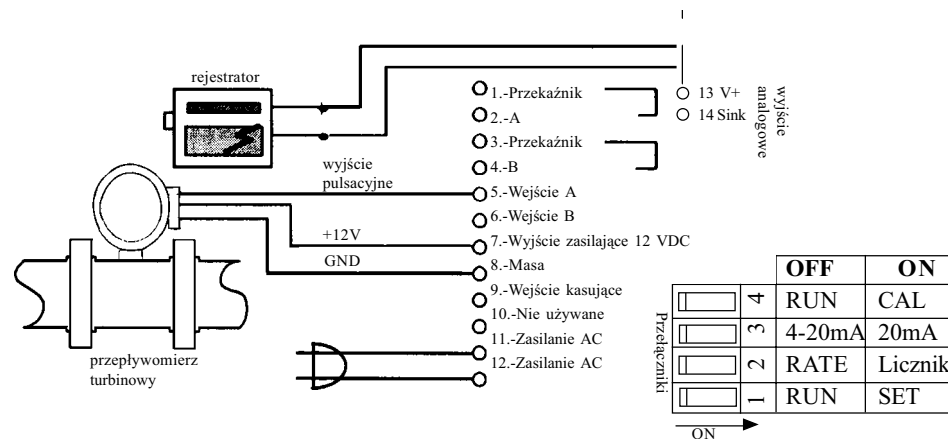 rejestrator
1.-Przekaźnik
2.-A
3.-Przekaźnik
4.-B
5.-Wejście A
6.-Wejście B
7.-Wyjście zasilające 12 VDC
8.-Masa
9.-Wejście kasujące
10.-Nie używane
11.-Zasilanie AC
12.-Zasilanie AC
13 V+
14 Sink
wyjście
analogowe
wyjście
pulsacyjne
+12V
GND
przepływomierz
turbinowy
Przełączniki
OFF ON
4 RUN CAL
3 4-20mA 20mA
2 RATE Licznik
1 RUN SET
ON